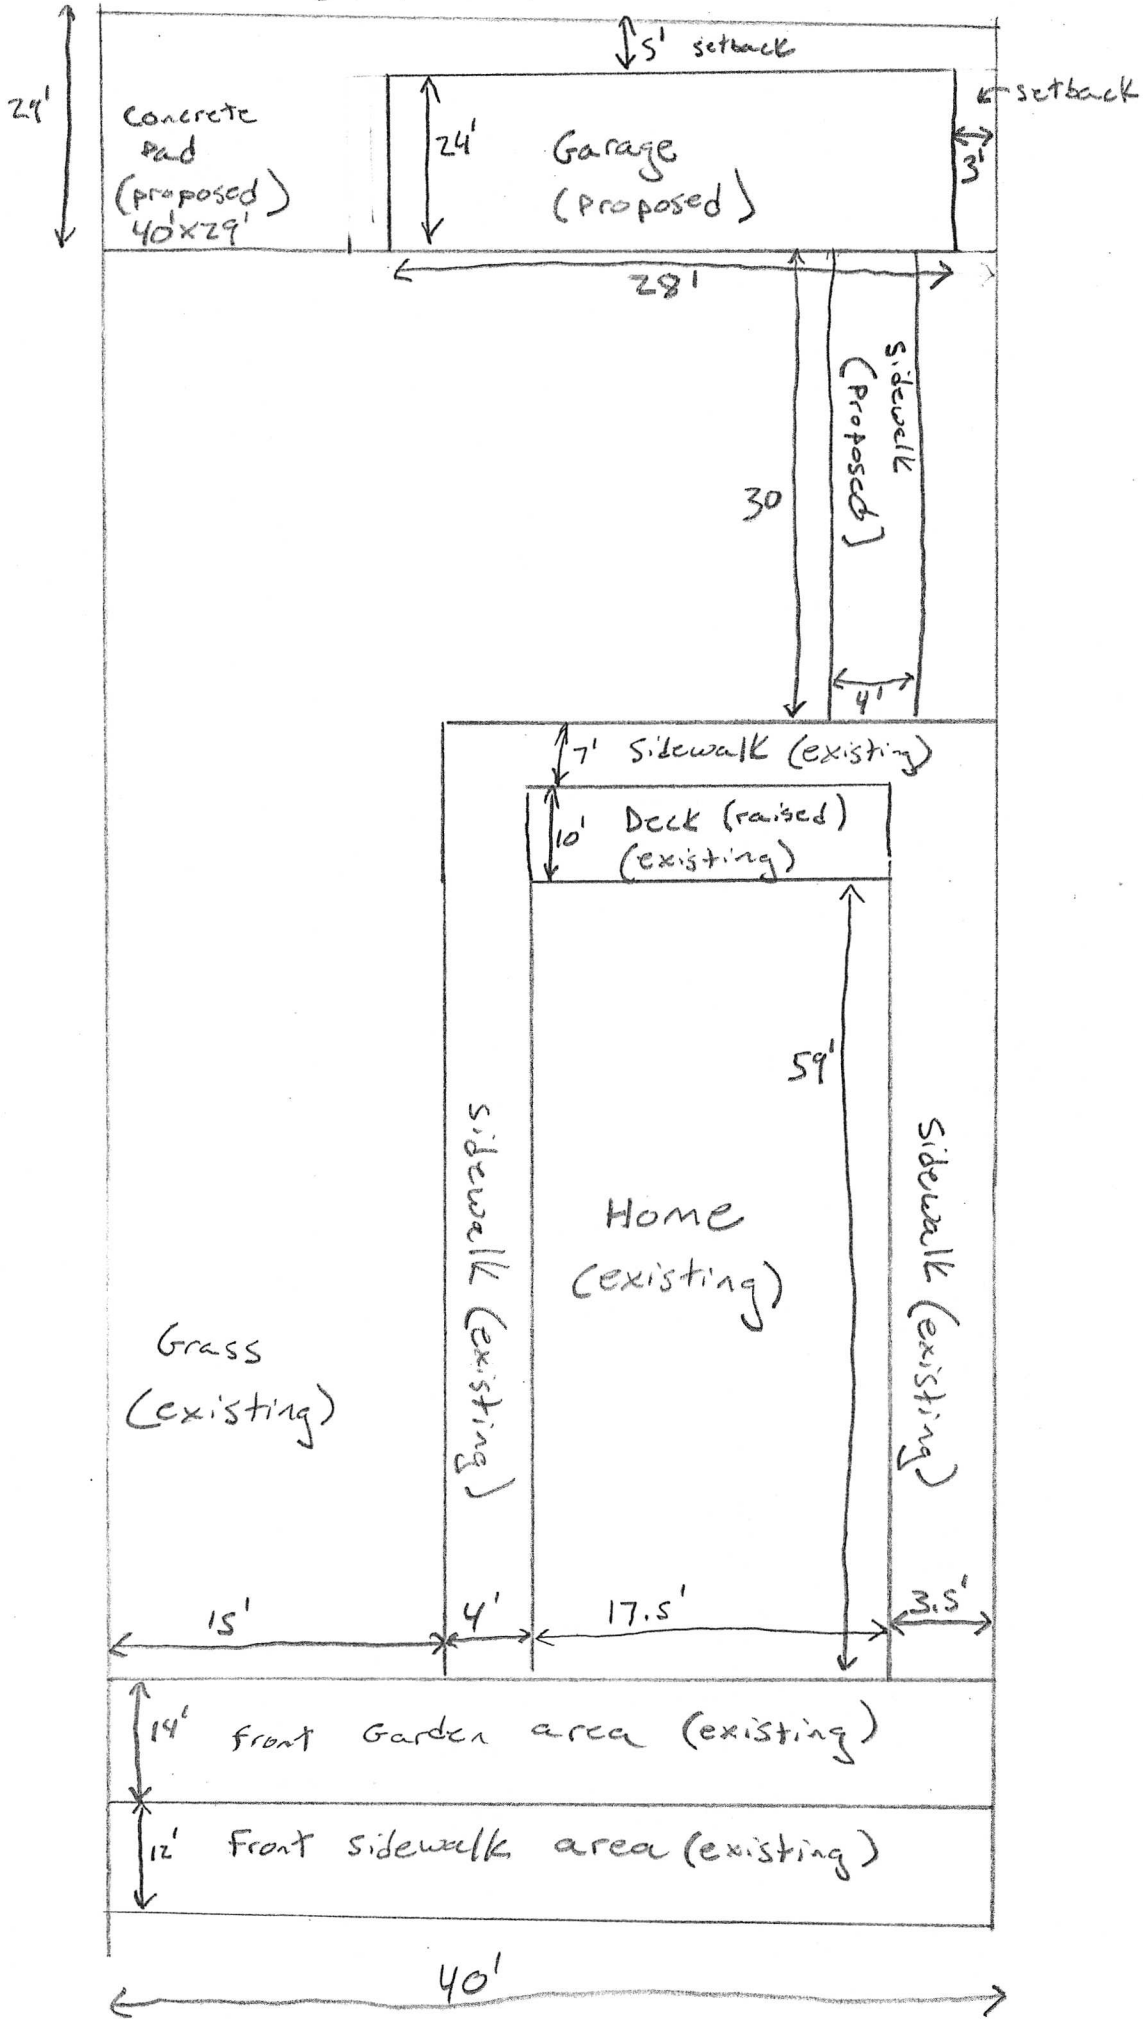 5' setback
29'
24'
setback
3'
Concrete
Pad
(proposed)
40'x29'
Garage
(proposed)
28'
30
Sidewalk
(proposed)
4'
7' Sidewalk (existing)
10'
Deck (raised)
(existing)
59'
Home
(existing)
Sidewalk (existing)
Sidewalk (existing)
Grass
(existing)
15'
4'
17.5'
3.5'
14' front Garden area (existing)
12' Front sidewalk area (existing)
40'